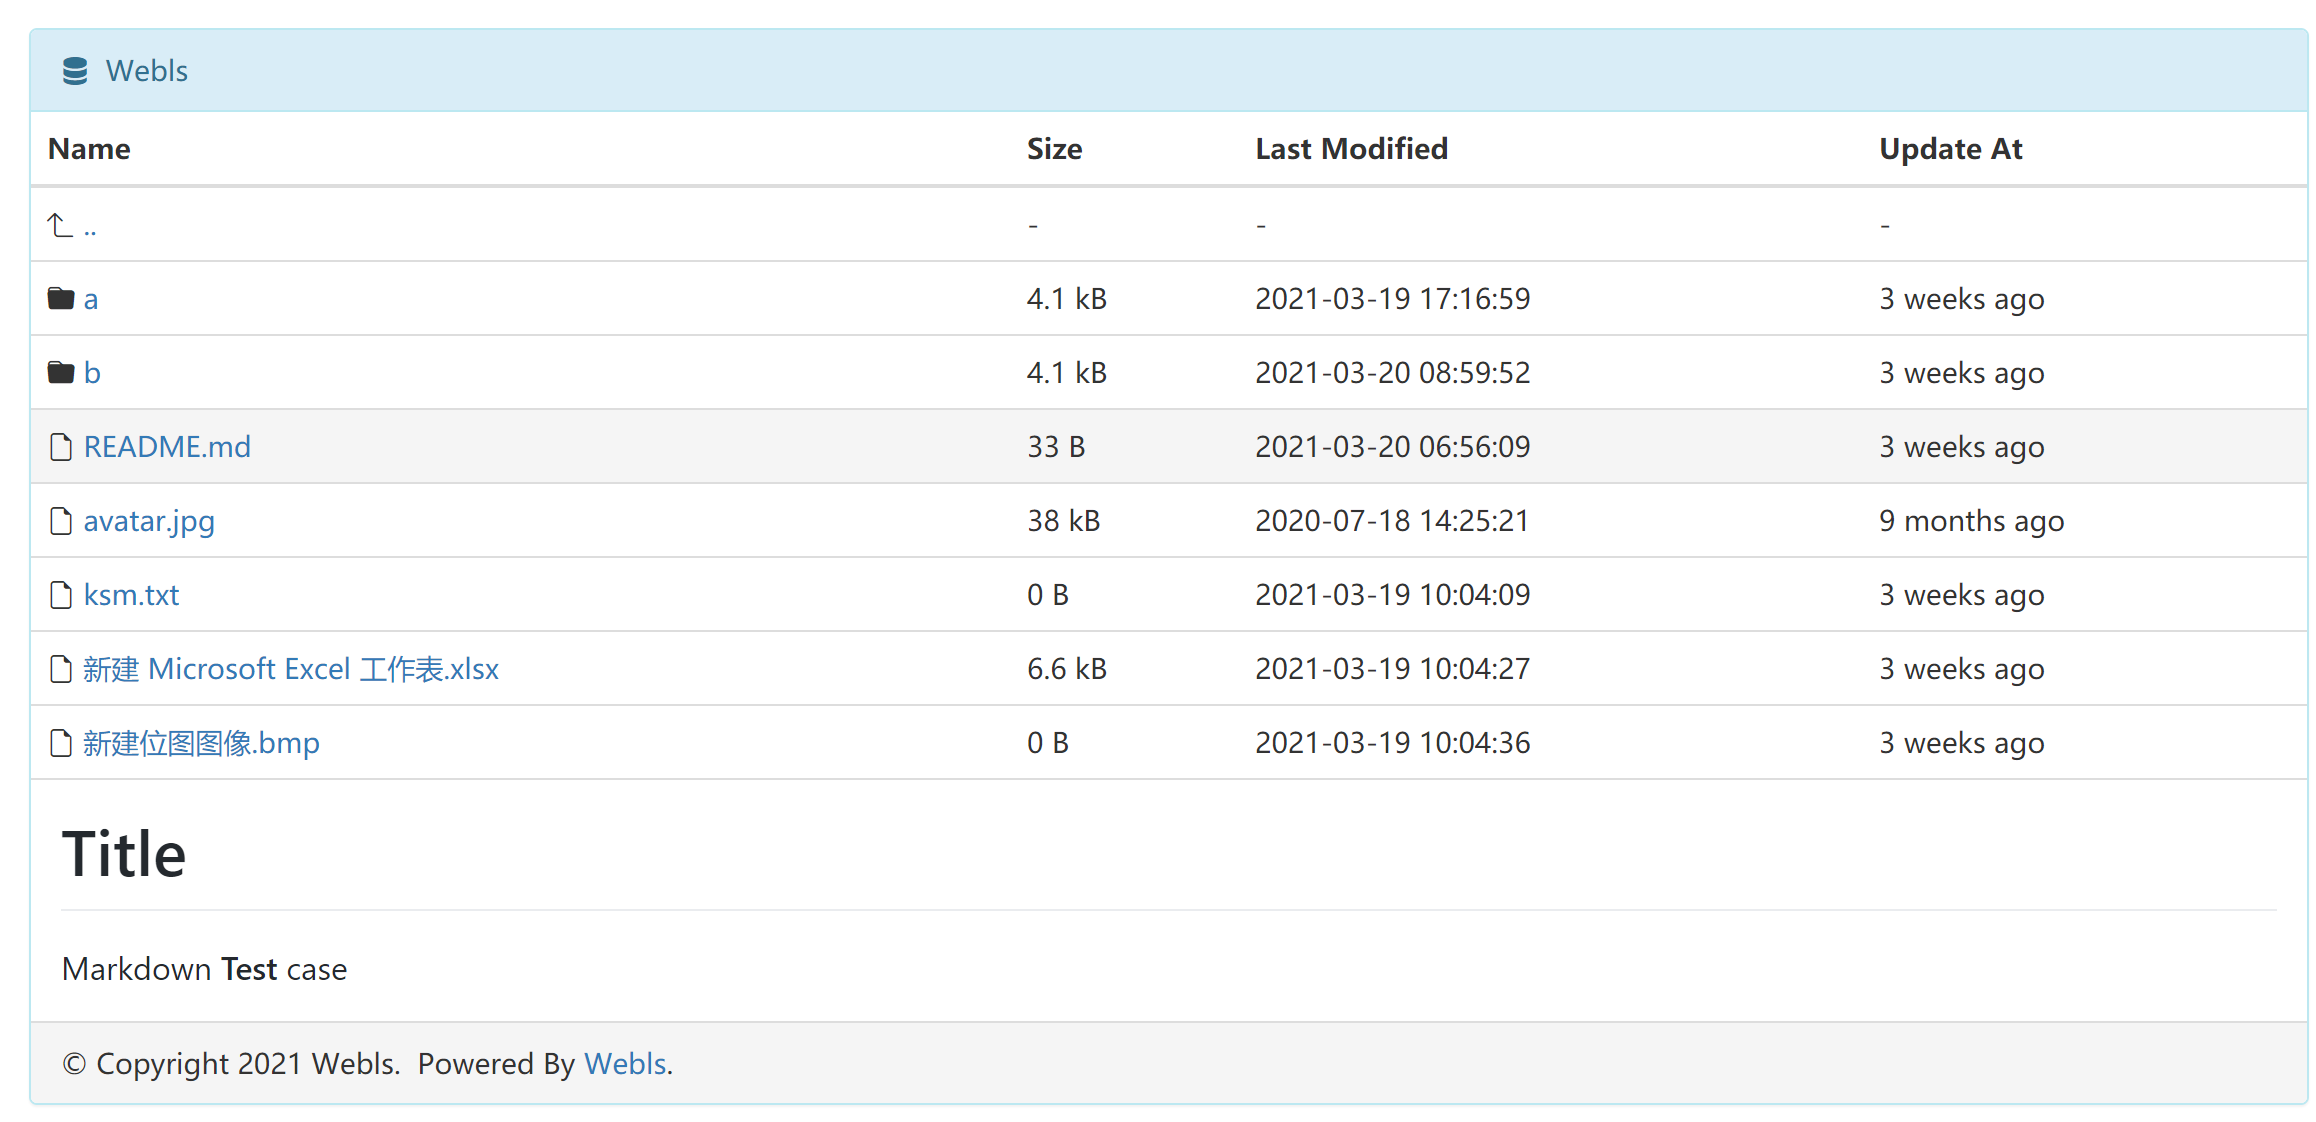 Webls
Name Size Last Modified Update At
.. - - -
a 4.1 kB 2021-03-19 17:16:59 3 weeks ago
b 4.1 kB 2021-03-20 08:59:52 3 weeks ago
README.md 33 B 2021-03-20 06:56:09 3 weeks ago
avatar.jpg 38 kB 2020-07-18 14:25:21 9 months ago
ksm.txt 0 B 2021-03-19 10:04:09 3 weeks ago
新建 Microsoft Excel 工作表.xlsx 6.6 kB 2021-03-19 10:04:27 3 weeks ago
新建位图图像.bmp 0 B 2021-03-19 10:04:36 3 weeks ago
Title
Markdown Test case
© Copyright 2021 Webls. Powered By Webls.